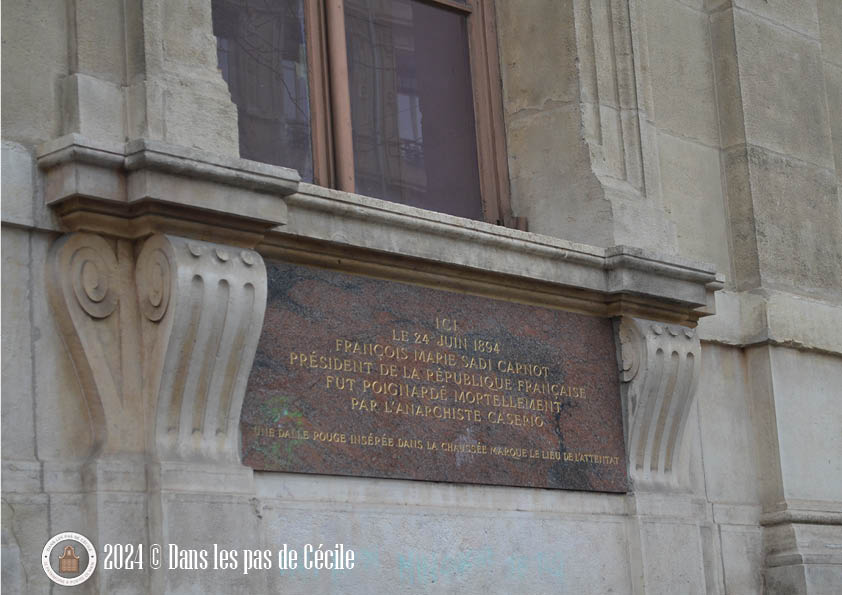 ICI
LE 24 JUIN 1894
FRANÇOIS MARIE SADI CARNOT
PRÉSIDENT DE LA RÉPUBLIQUE FRANÇAISE
FUT POIGNARDÉ MORTELLEMENT
PAR L'ANARCHISTE CASERIO
UNE DALLE ROUGE INSÉRÉE DANS LA CHAUSSÉE MARQUE LE LIEU DE L'ATTENTAT
2024 © Dans les pas de Cécile